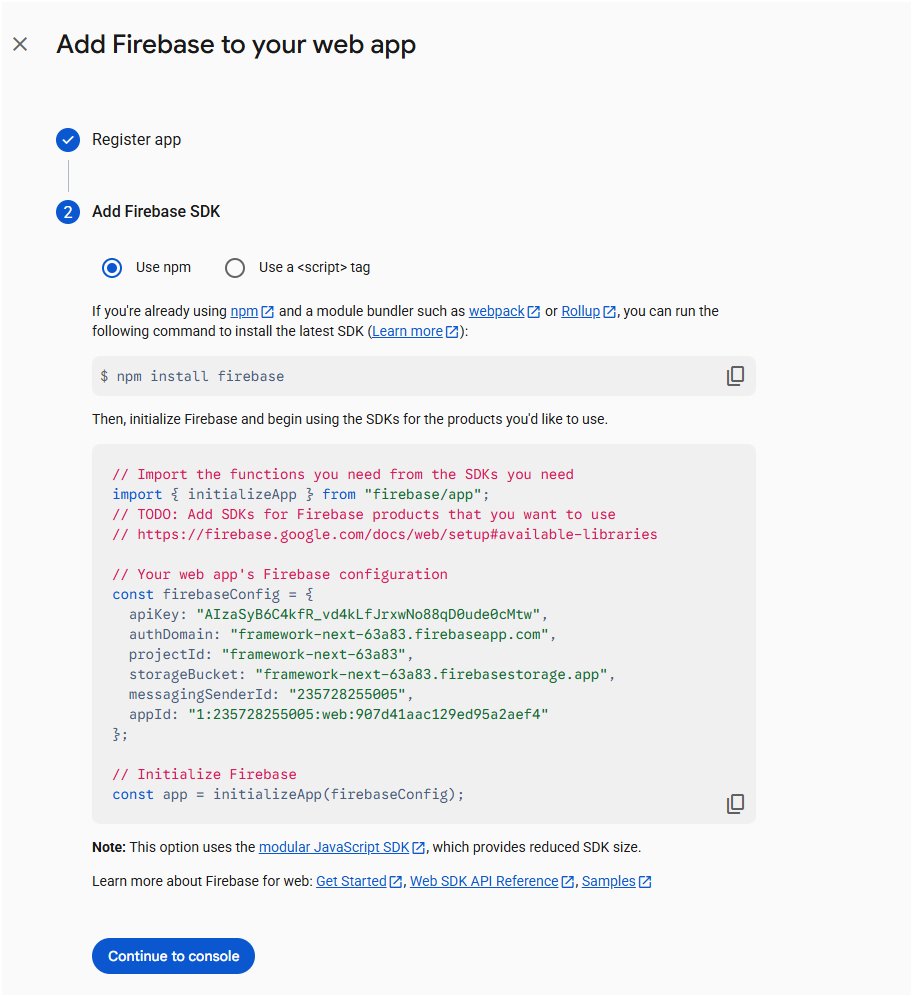 Add Firebase to your web app
Register app
2 Add Firebase SDK
Use npm Use a <script> tag
If you're already using npm and a module bundler such as webpack or Rollup, you can run the
following command to install the latest SDK (Learn more):
$ npm install firebase
Then, initialize Firebase and begin using the SDKs for the products you'd like to use.
// Import the functions you need from the SDKs you need
import { initializeApp } from "firebase/app";
// TODO: Add SDKs for Firebase products that you want to use
// https://firebase.google.com/docs/web/setup#available-libraries
// Your web app's Firebase configuration
const firebaseConfig = {
  apiKey: "AIzaSyB6C4kfR_vd4kLfJrxwNo88qD0ude0cMtw",
  authDomain: "framework-next-63a83.firebaseapp.com",
  projectId: "framework-next-63a83",
  storageBucket: "framework-next-63a83.firebasestorage.app",
  messagingSenderId: "235728255005",
  appId: "1:235728255005:web:907d41aac129ed95a2aef4"
};
// Initialize Firebase
const app = initializeApp(firebaseConfig);
Note: This option uses the modular JavaScript SDK, which provides reduced SDK size.
Learn more about Firebase for web: Get Started, Web SDK API Reference, Samples
Continue to console